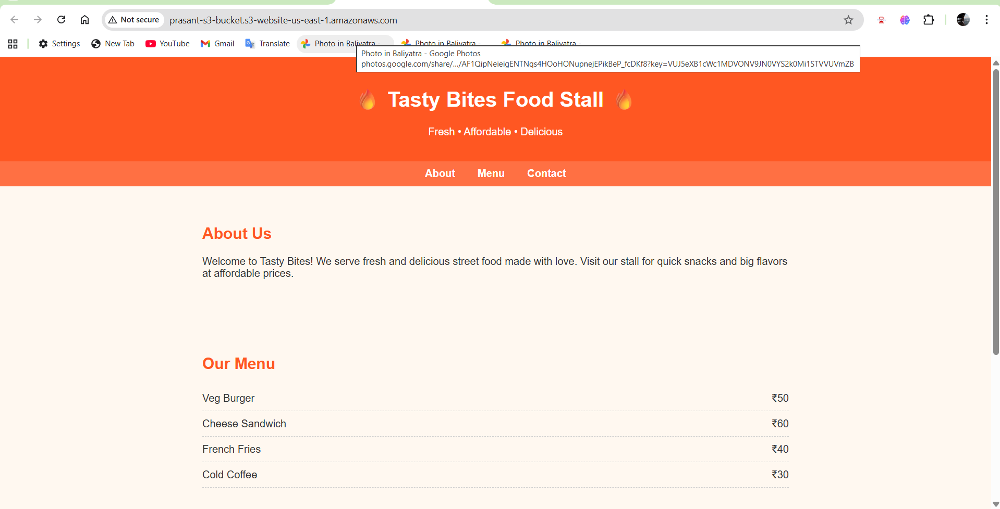 Not secure prasant-s3-bucket.s3-website-us-east-1.amazonaws.com
Settings New Tab YouTube Gmail Translate Photo in Baliyatra - Photo in Baliyatra - Photo in Baliyatra -
Photo in Baliyatra - Google Photos
photos.google.com/share/.../AF1QipNeieigENTNqs4HOoHONupnejEPikBeP_fcDKf8?key=VUJ5eXB1cWc1MDVONV9JN0VYS2k0Mi1STVVUVmZB
🔥 Tasty Bites Food Stall 🔥
Fresh • Affordable • Delicious
About Menu Contact
About Us
Welcome to Tasty Bites! We serve fresh and delicious street food made with love. Visit our stall for quick snacks and big flavors
at affordable prices.
Our Menu
Veg Burger ₹50
Cheese Sandwich ₹60
French Fries ₹40
Cold Coffee ₹30